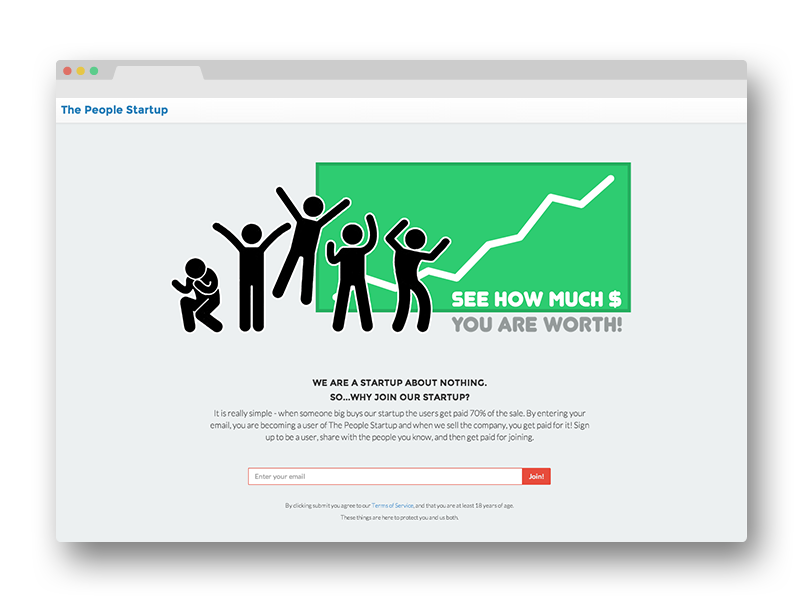 The People Startup
SEE HOW MUCH $
YOU ARE WORTH!
WE ARE A STARTUP ABOUT NOTHING.
SO...WHY JOIN OUR STARTUP?
It is really simple - when someone big buys our startup the users get paid 70% of the sale. By entering your
email, you are becoming a user of The People Startup and when we sell the company, you get paid for it! Sign
up to be a user, share with the people you know, and then get paid for joining.
Enter your email
Join!
By clicking submit you agree to our Terms of Service, and that you are at least 18 years of age.
These things are here to protect you and us both.